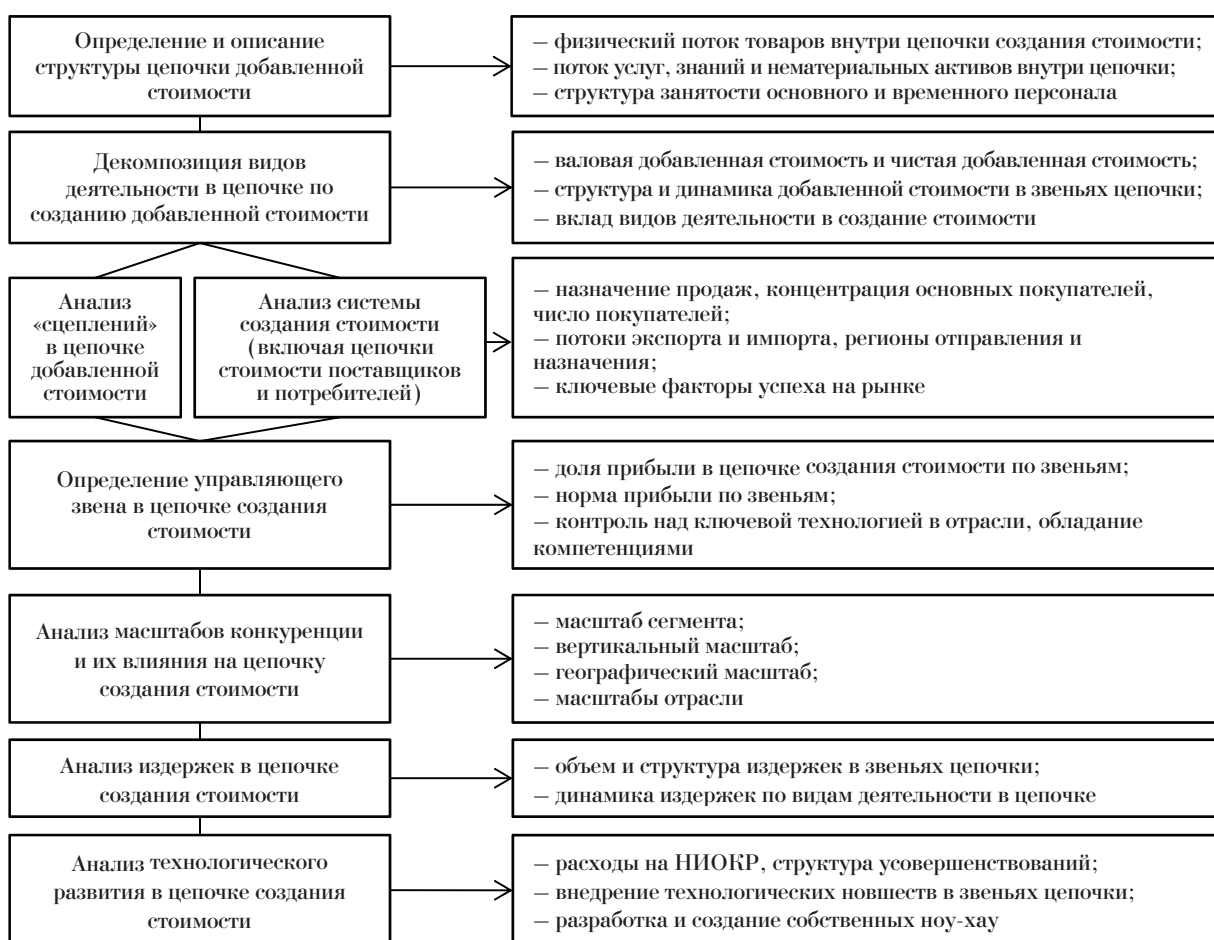 Определение и описание
структуры цепочки добавленной
стоимости
– физический поток товаров внутри цепочки создания стоимости;
– поток услуг, знаний и нематериальных активов внутри цепочки;
– структура занятости основного и временного персонала
Декомпозиция видов
деятельности в цепочке по
созданию добавленной стоимости
– валовая добавленная стоимость и чистая добавленная стоимость;
– структура и динамика добавленной стоимости в звеньях цепочки;
– вклад видов деятельности в создание стоимости
Анализ
«сцеплений»
в цепочке
добавленной
стоимости
Анализ системы
создания стоимости
(включая цепочки
стоимости поставщиков
и потребителей)
– назначение продаж, концентрация основных покупателей,
число покупателей;
– потоки экспорта и импорта, регионы отправления и
назначения;
– ключевые факторы успеха на рынке
Определение управляющего
звена в цепочке создания
стоимости
– доля прибыли в цепочке создания стоимости по звеньям;
– норма прибыли по звеньям;
– контроль над ключевой технологией в отрасли, обладание
компетенциями
Анализ масштабов конкуренции
и их влияния на цепочку
создания стоимости
– масштаб сегмента;
– вертикальный масштаб;
– географический масштаб;
– масштабы отрасли
Анализ издержек в цепочке
создания стоимости
– объем и структура издержек в звеньях цепочки;
– динамика издержек по видам деятельности в цепочке
Анализ технологического
развития в цепочке создания
стоимости
– расходы на НИОКР, структура усовершенствований;
– внедрение технологических новшеств в звеньях цепочки;
– разработка и создание собственных ноу-хау